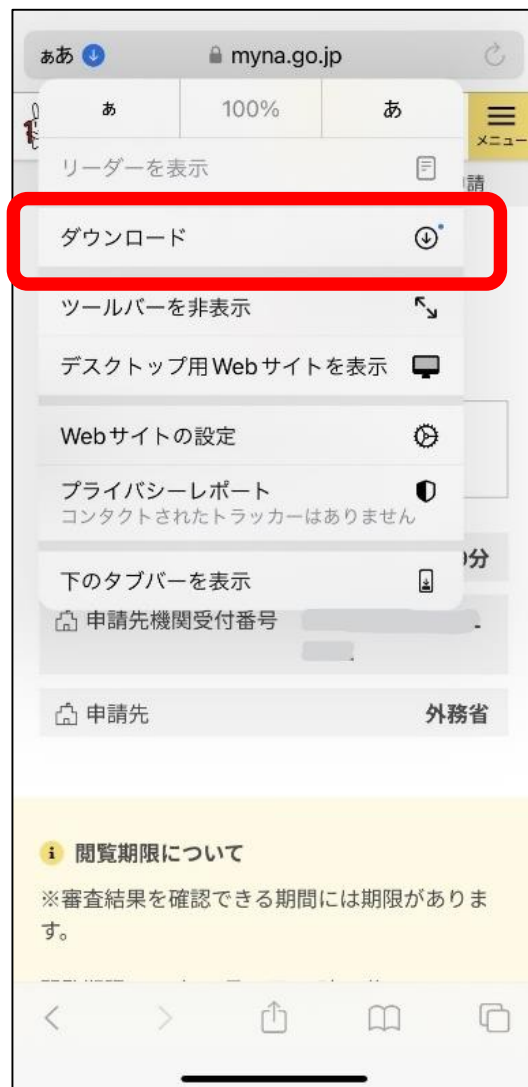 ぁあ myna.go.jp
あ 100% あ
メニュー
リーダーを表示
請
ダウンロード
ツールバーを非表示
デスクトップ用Webサイトを表示
Webサイトの設定
プライバシーレポート
コンタクトされたトラッカーはありません
分
下のタブバーを表示
申請先機関受付番号
申請先 外務省
閲覧期限について
※審査結果を確認できる期間には期限がありま
す。